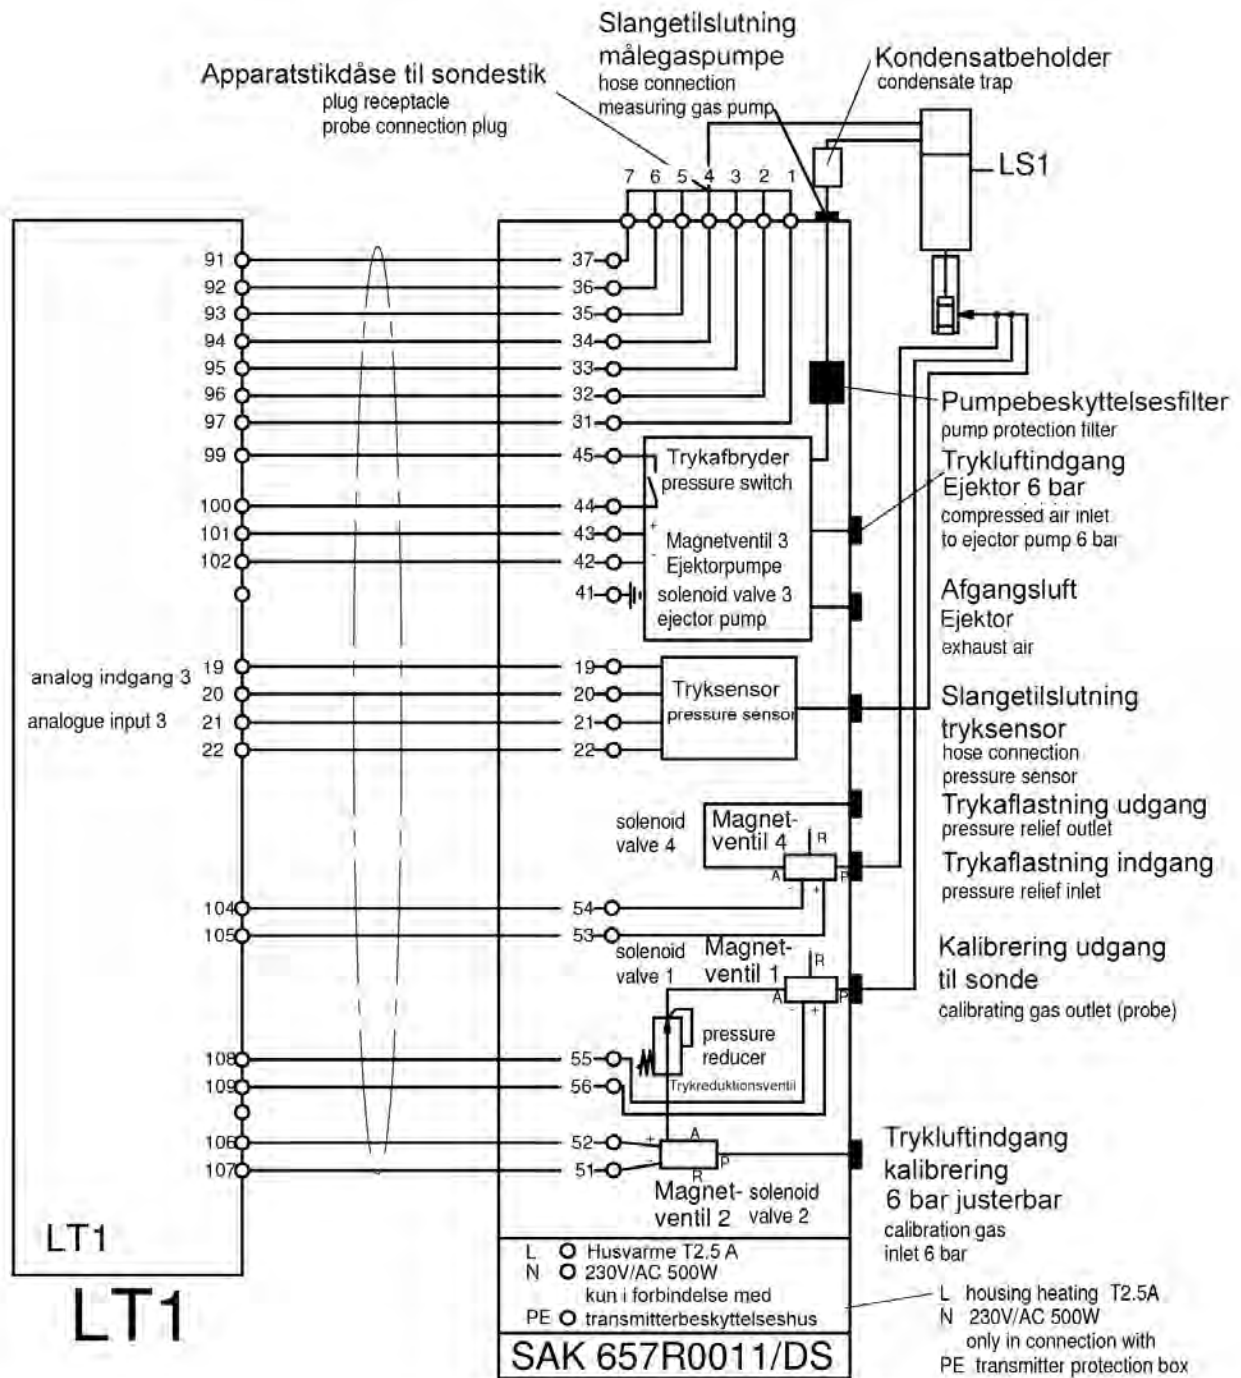 Slangetilslutning
målegaspumpe
hose connection
measuring gas pump
Kondensatbeholder
condensate trap
Apparatstikdåse til sondestik
plug receptacle
probe connection plug
LS1
7 6 5 4 3 2 1
91 37
92 36
93 35
94 34
95 33
96 32
97 31
99 45
100 44
101 43
102 42
41
Trykafbryder
pressure switch
+
-
Magnetventil 3
Ejektorpumpe
solenoid valve 3
ejector pump
Pumpebeskyttelsesfilter
pump protection filter
Trykluftindgang
Ejektor 6 bar
compressed air inlet
to ejector pump 6 bar
Afgangsluft
Ejektor
exhaust air
analog indgang 3
analogue input 3
19 19
20 20
21 21
22 22
Tryksensor
pressure sensor
Slangetilslutning
tryksensor
hose connection
pressure sensor
Trykaflastning udgang
pressure relief outlet
Trykaflastning indgang
pressure relief inlet
solenoid
valve 4
Magnet-
ventil 4
R
A P
- +
104 54
105 53
solenoid
valve 1
Magnet-
ventil 1
R
A P
- +
Kalibrering udgang
til sonde
calibrating gas outlet (probe)
pressure
reducer
Trykreduktionsventil
108 55
109 56
106 52
107 51
+
-
A
P
R
Magnet-
ventil 2
solenoid
valve 2
Trykluftindgang
kalibrering
6 bar justerbar
calibration gas
inlet 6 bar
LT1
LT1
L Husvarme T2.5 A
N 230V/AC 500W
kun i forbindelse med
PE transmitterbeskyttelseshus
SAK 657R0011/DS
L housing heating T2.5A
N 230V/AC 500W
only in connection with
PE transmitter protection box